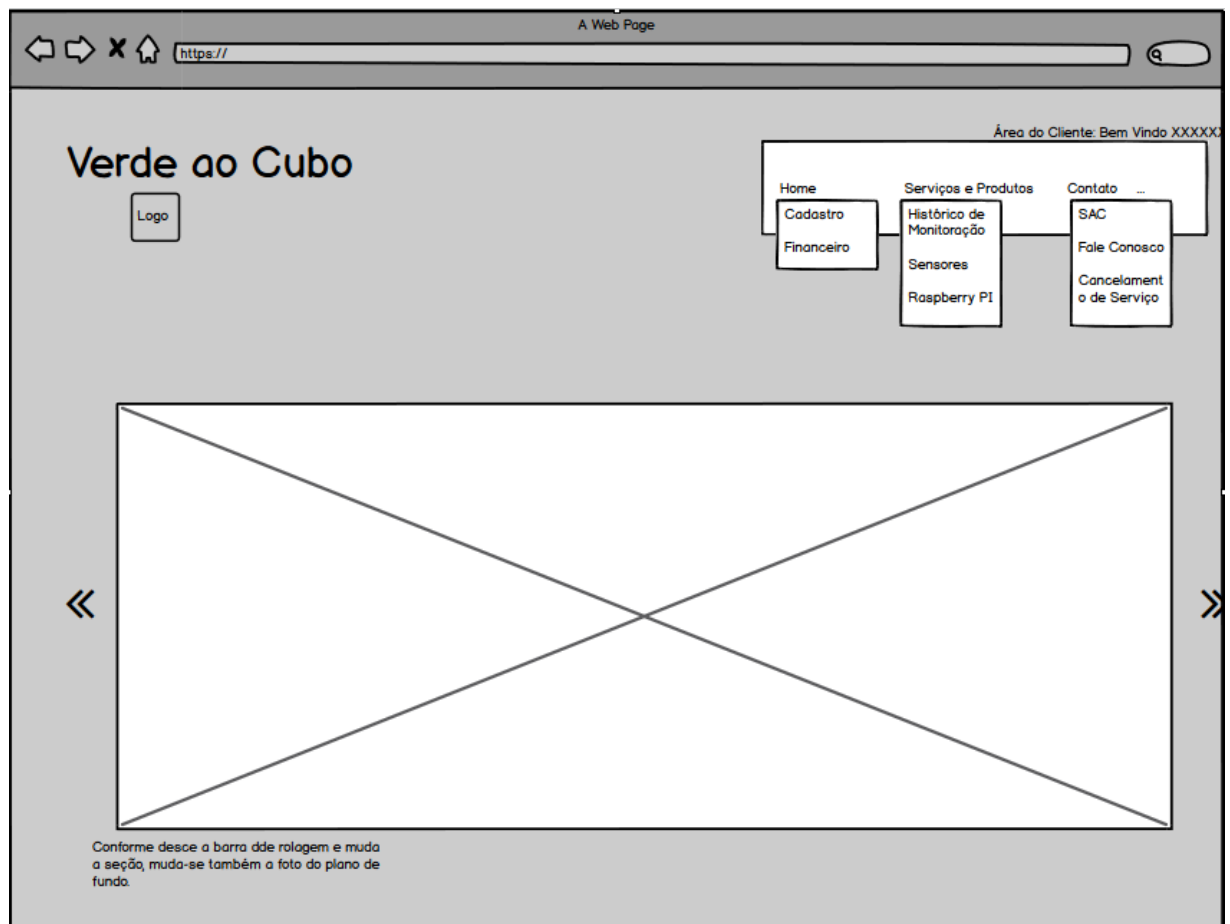 A Web Page
https://
Área do Cliente: Bem Vindo XXXXXX
Verde ao Cubo
Logo
Home
Serviços e Produtos
Contato ...
Cadastro
Financeiro
Histórico de
Monitoração
Sensores
Raspberry PI
SAC
Fale Conosco
Cancelament
o de Serviço
Conforme desce a barra dde rolagem e muda
a seção, muda-se também a foto do plano de
fundo.